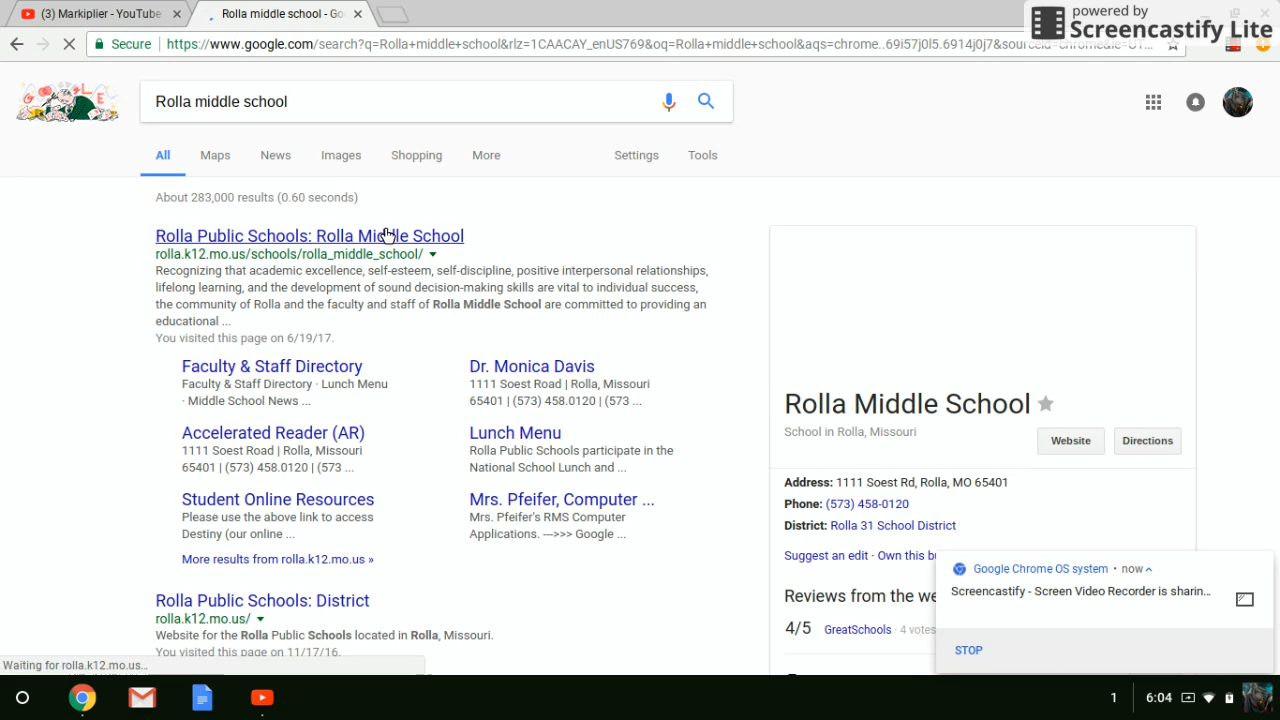 (3) Markiplier - YouTube
Rolla middle school - Go
powered by
Screencastify Lite
Secure
https://www.google.com/search?q=Rolla+middle+school&rlz=1CAACAY_enUS769&oq=Rolla+middle+school&aqs=chrome..69i57j0l5.6914j0j7&sourceid=chrome&ie=UT...
Rolla middle school
All
Maps
News
Images
Shopping
More
Settings
Tools
About 283,000 results (0.60 seconds)
Rolla Public Schools: Rolla Middle School
rolla.k12.mo.us/schools/rolla_middle_school/
Recognizing that academic excellence, self-esteem, self-discipline, positive interpersonal relationships,
lifelong learning, and the development of sound decision-making skills are vital to individual success,
the community of Rolla and the faculty and staff of Rolla Middle School are committed to providing an
educational ...
You visited this page on 6/19/17.
Faculty & Staff Directory
Faculty & Staff Directory · Lunch Menu
· Middle School News ...
Dr. Monica Davis
1111 Soest Road | Rolla, Missouri
65401 | (573) 458.0120 | (573 ...
Accelerated Reader (AR)
1111 Soest Road | Rolla, Missouri
65401 | (573) 458.0120 | (573 ...
Lunch Menu
Rolla Public Schools participate in the
National School Lunch and ...
Student Online Resources
Please use the above link to access
Destiny (our online ...
Mrs. Pfeifer, Computer ...
Mrs. Pfeifer's RMS Computer
Applications. --->>> Google ...
More results from rolla.k12.mo.us »
Rolla Public Schools: District
rolla.k12.mo.us/
Website for the Rolla Public Schools located in Rolla, Missouri.
You visited this page on 11/17/16.
Waiting for rolla.k12.mo.us...
Rolla Middle School
School in Rolla, Missouri
Website
Directions
Address: 1111 Soest Rd, Rolla, MO 65401
Phone: (573) 458-0120
District: Rolla 31 School District
Suggest an edit · Own this bu
Reviews from the we
4/5 GreatSchools · 4 votes
Google Chrome OS system · now
Screencastify - Screen Video Recorder is sharin...
STOP
1
6:04